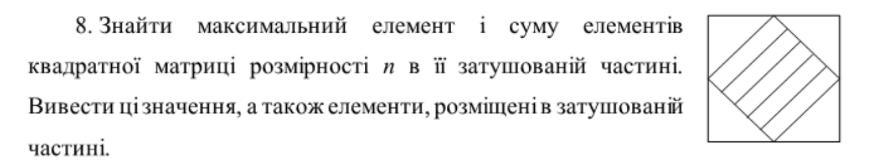 8. Знайти максимальний елемент і суму елементів
квадратної матриці розмірності n в її затушованій частині.
Вивести ці значення, а також елементи, розміщені в затушованій
частині.